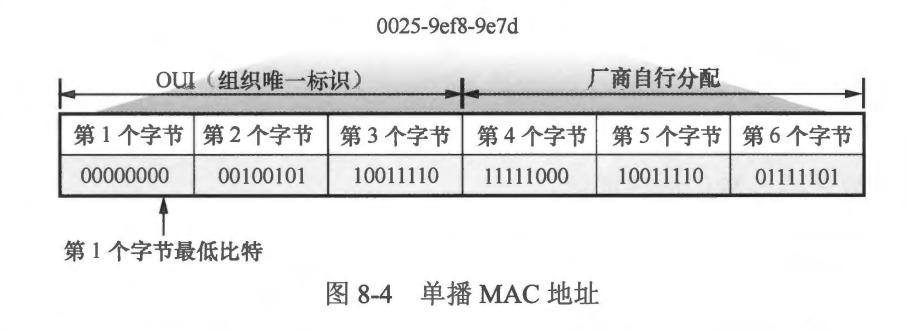 0025-9ef8-9e7d
OUI（组织唯一标识） 厂商自行分配
第 1 个字节 第 2 个字节 第 3 个字节 第 4 个字节 第 5 个字节 第 6 个字节
00000000 00100101 10011110 11111000 10011110 01111101
第 1 个字节最低比特
图 8-4 单播 MAC 地址